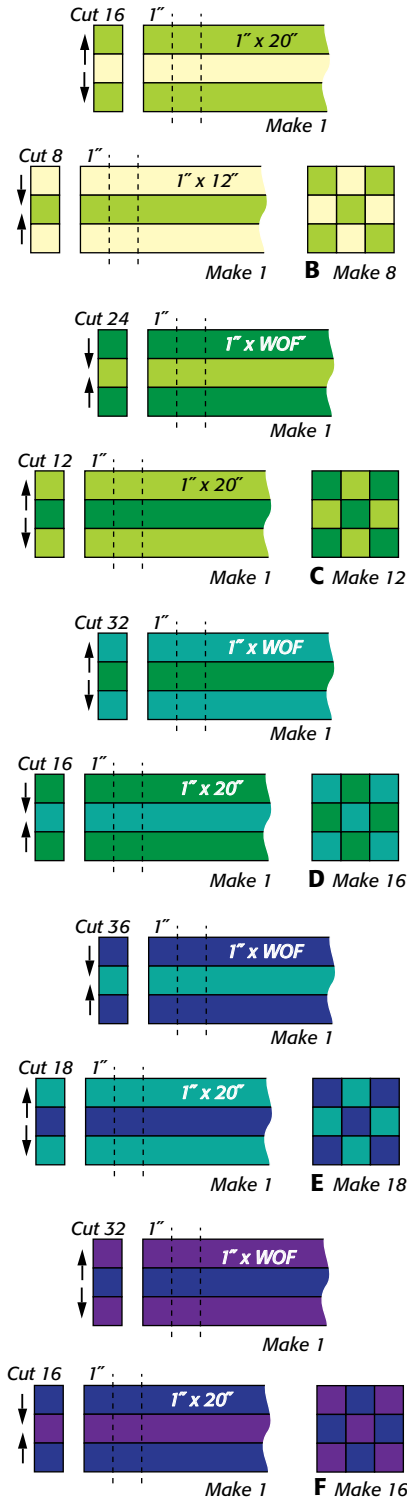 Cut 16 1″
1″ x 20″
Make 1
Cut 8 1″
1″ x 12″
Make 1
B Make 8
Cut 24 1″
1″ x WOF″
Make 1
Cut 12 1″
1″ x 20″
Make 1
C Make 12
Cut 32 1″
1″ x WOF
Make 1
Cut 16 1″
1″ x 20″
Make 1
D Make 16
Cut 36 1″
1″ x WOF
Make 1
Cut 18 1″
1″ x 20″
Make 1
E Make 18
Cut 32 1″
1″ x WOF
Make 1
Cut 16 1″
1″ x 20″
Make 1
F Make 16